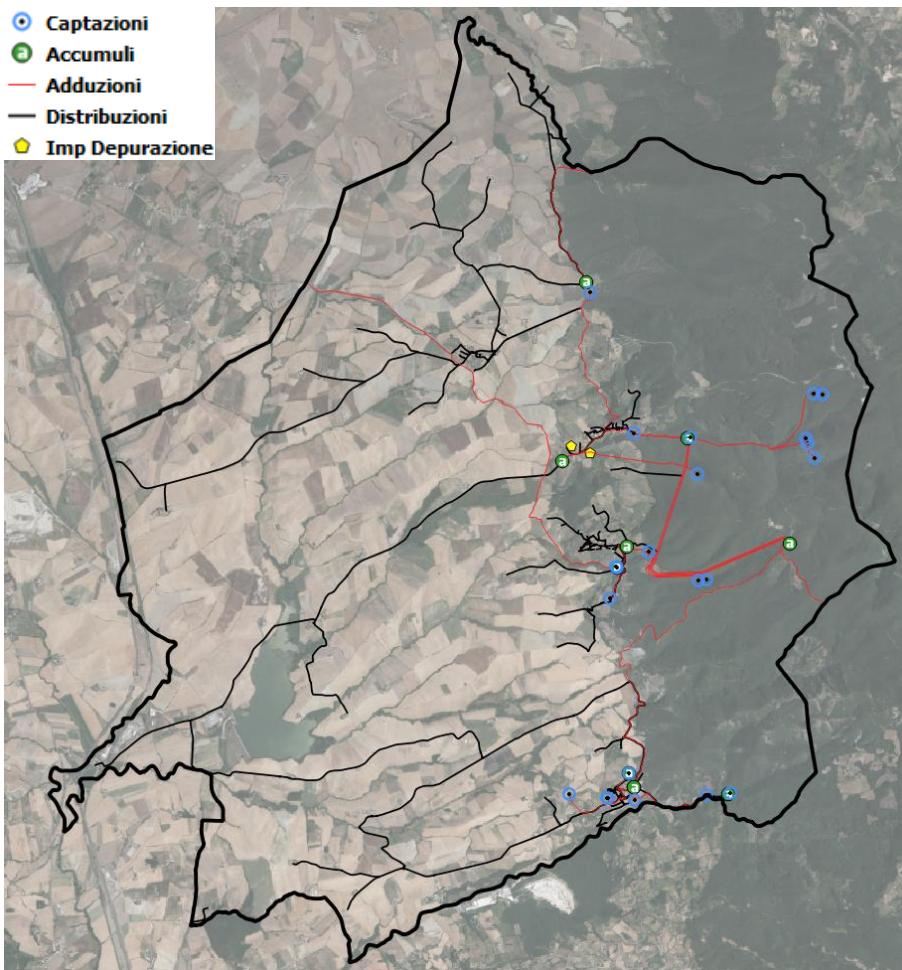 Captazioni
a Accumuli
Adduzioni
Distribuzioni
Imp Depurazione
a
a
a
a
a
a